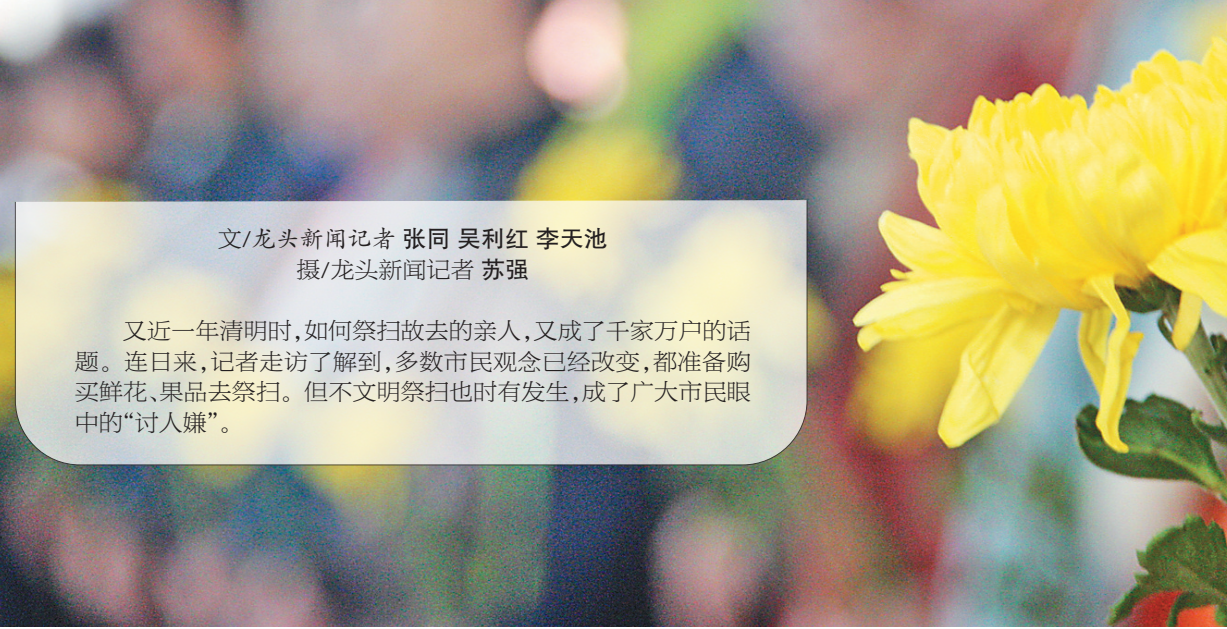 文/龙头新闻记者 张同 吴利红 李天池
摄/龙头新闻记者 苏强
又近一年清明时,如何祭扫故去的亲人,又成了千家万户的话
题。连日来,记者走访了解到,多数市民观念已经改变,都准备购
买鲜花、果品去祭扫。但不文明祭扫也时有发生,成了广大市民眼
中的“讨人嫌”。